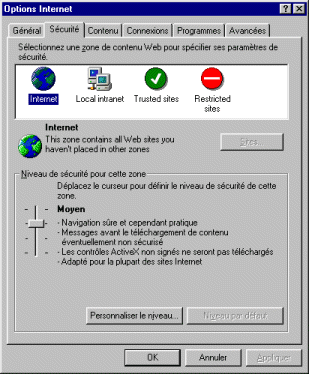 Options Internet
Général Sécurité Contenu Connexions Programmes Avancées
Sélectionnez une zone de contenu Web pour spécifier ses paramètres de
sécurité.
Internet Local intranet Trusted sites Restricted
sites
Internet
This zone contains all Web sites you
haven't placed in other zones
Sites...
Niveau de sécurité pour cette zone
Déplacez le curseur pour définir le niveau de sécurité de cette
zone.
Moyen
- Navigation sûre et cependant pratique
- Messages avant le téléchargement de contenu
éventuellement non sécurisé
- Les contrôles ActiveX non signés ne seront pas téléchargés
- Adapté pour la plupart des sites Internet
Personnaliser le niveau... Niveau par défaut
OK Annuler Appliquer